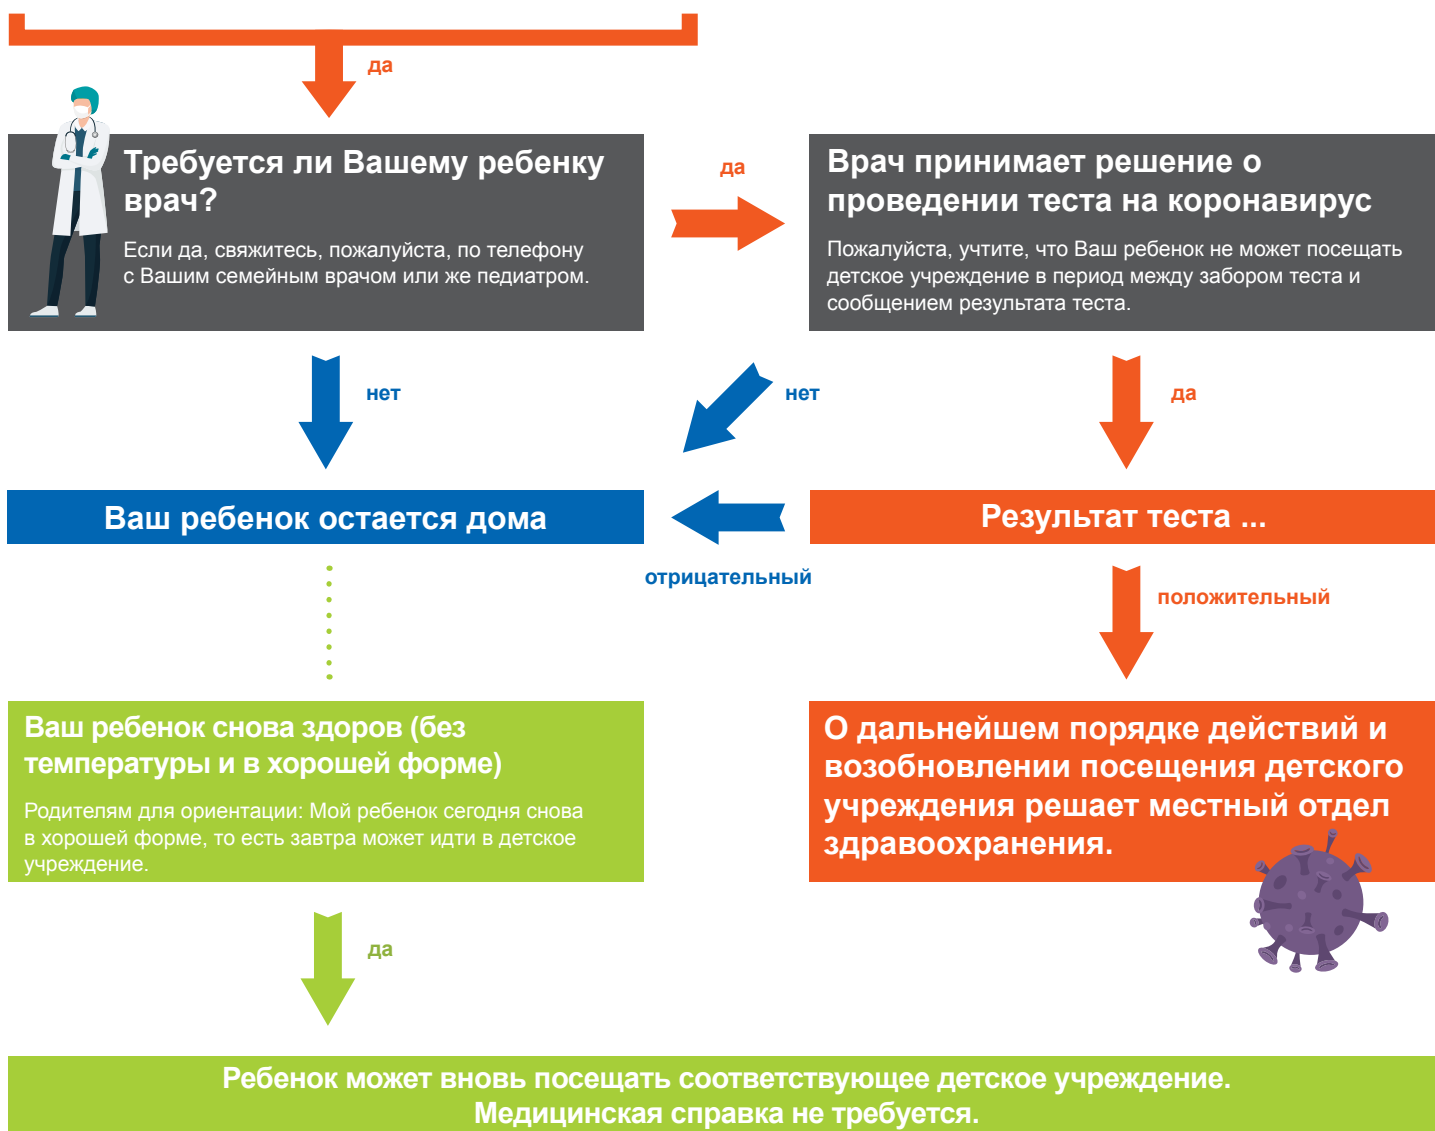 да
Требуется ли Вашему ребенку
врач?
Если да, свяжитесь, пожалуйста, по телефону
с Вашим семейным врачом или же педиатром.
да
Врач принимает решение о
проведении теста на коронавирус
Пожалуйста, учтите, что Ваш ребенок не может посещать
детское учреждение в период между забором теста и
сообщением результата теста.
нет
нет
да
Ваш ребенок остается дома
Результат теста ...
отрицательный
положительный
Ваш ребенок снова здоров (без
температуры и в хорошей форме)
Родителям для ориентации: Мой ребенок сегодня снова
в хорошей форме, то есть завтра может идти в детское
учреждение.
О дальнейшем порядке действий и
возобновлении посещения детского
учреждения решает местный отдел
здравоохранения.
да
Ребенок может вновь посещать соответствующее детское учреждение.
Медицинская справка не требуется.